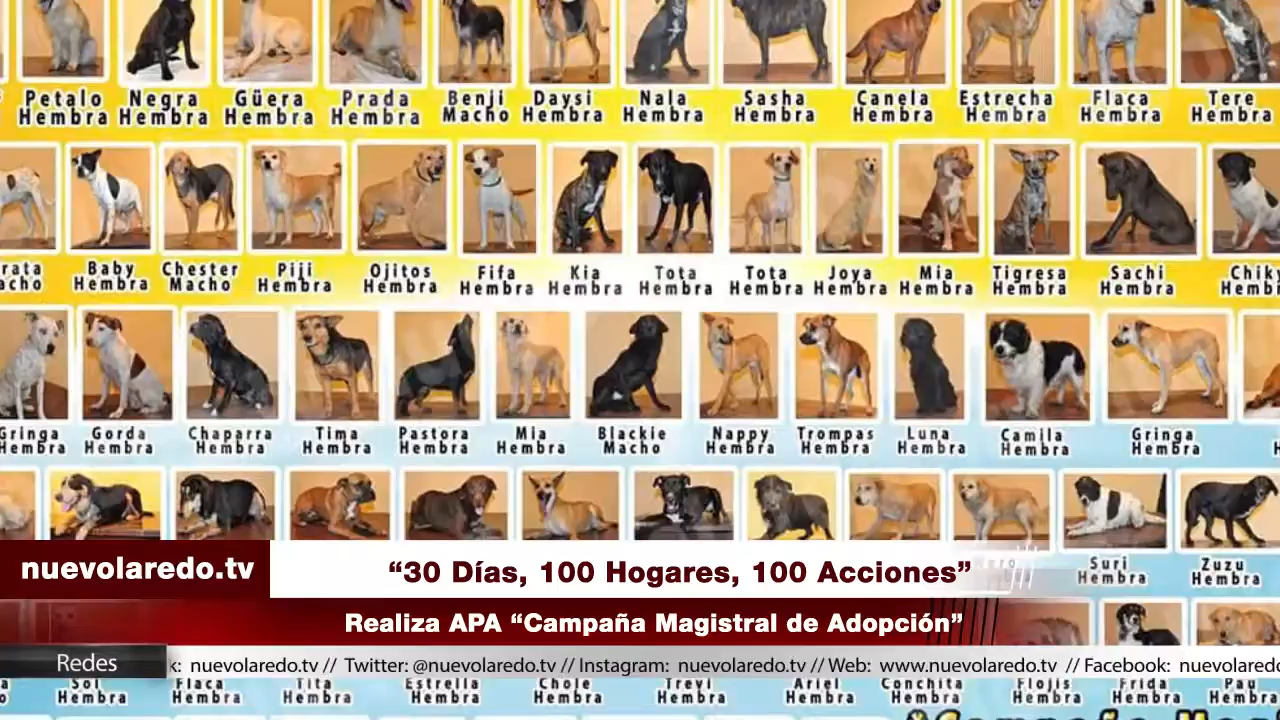 Petalo Negra Güera Prada Benji Daysi Nala Sasha Canela Estrecha Flaca Tere
Hembra Hembra Hembra Hembra Macho Hembra Hembra Hembra Hembra Hembra Hembra Hembra
Baby Chester Piji Ojitos Fifa Kia Tota Tota Joya Mia Tigresa Sachi
Hembra Macho Hembra Hembra Hembra Hembra Hembra Hembra Hembra Hembra Hembra Hembra
Gringa Gorda Chaparra Tima Pastora Mia Blackie Nappy Trompas Luna Camila Gringa
Hembra Hembra Hembra Hembra Hembra Hembra Macho Hembra Hembra Hembra Hembra Hembra
Suri Zuzu
Hembra Hembra
nuevolaredo.tv
“30 Días, 100 Hogares, 100 Acciones”
Realiza APA “Campaña Magistral de Adopción”
Redes
k: nuevolaredo.tv // Twitter: @nuevolaredo.tv // Instagram: nuevolaredo.tv // Web: www.nuevolaredo.tv // Facebook: nuevolaredo
Sol Flaca Tita Estrella Chole Trevi Ariel Conchita Flojis Frida Pau
Hembra Hembra Hembra Hembra Hembra Hembra Hembra Hembra Hembra Hembra Hembra